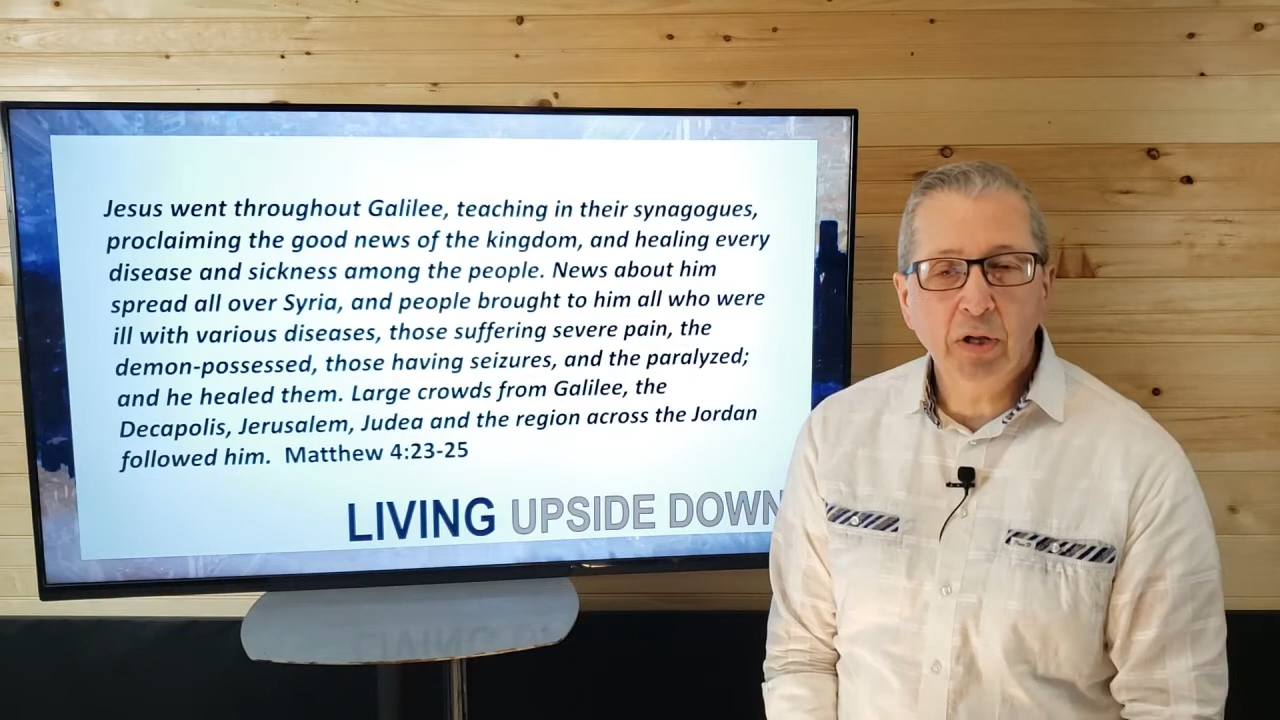 Jesus went throughout Galilee, teaching in their synagogues,
proclaiming the good news of the kingdom, and healing every
disease and sickness among the people. News about him
spread all over Syria, and people brought to him all who were
ill with various diseases, those suffering severe pain, the
demon-possessed, those having seizures, and the paralyzed;
and he healed them. Large crowds from Galilee, the
Decapolis, Jerusalem, Judea and the region across the Jordan
followed him. Matthew 4:23-25
LIVING UPSIDE DOWN